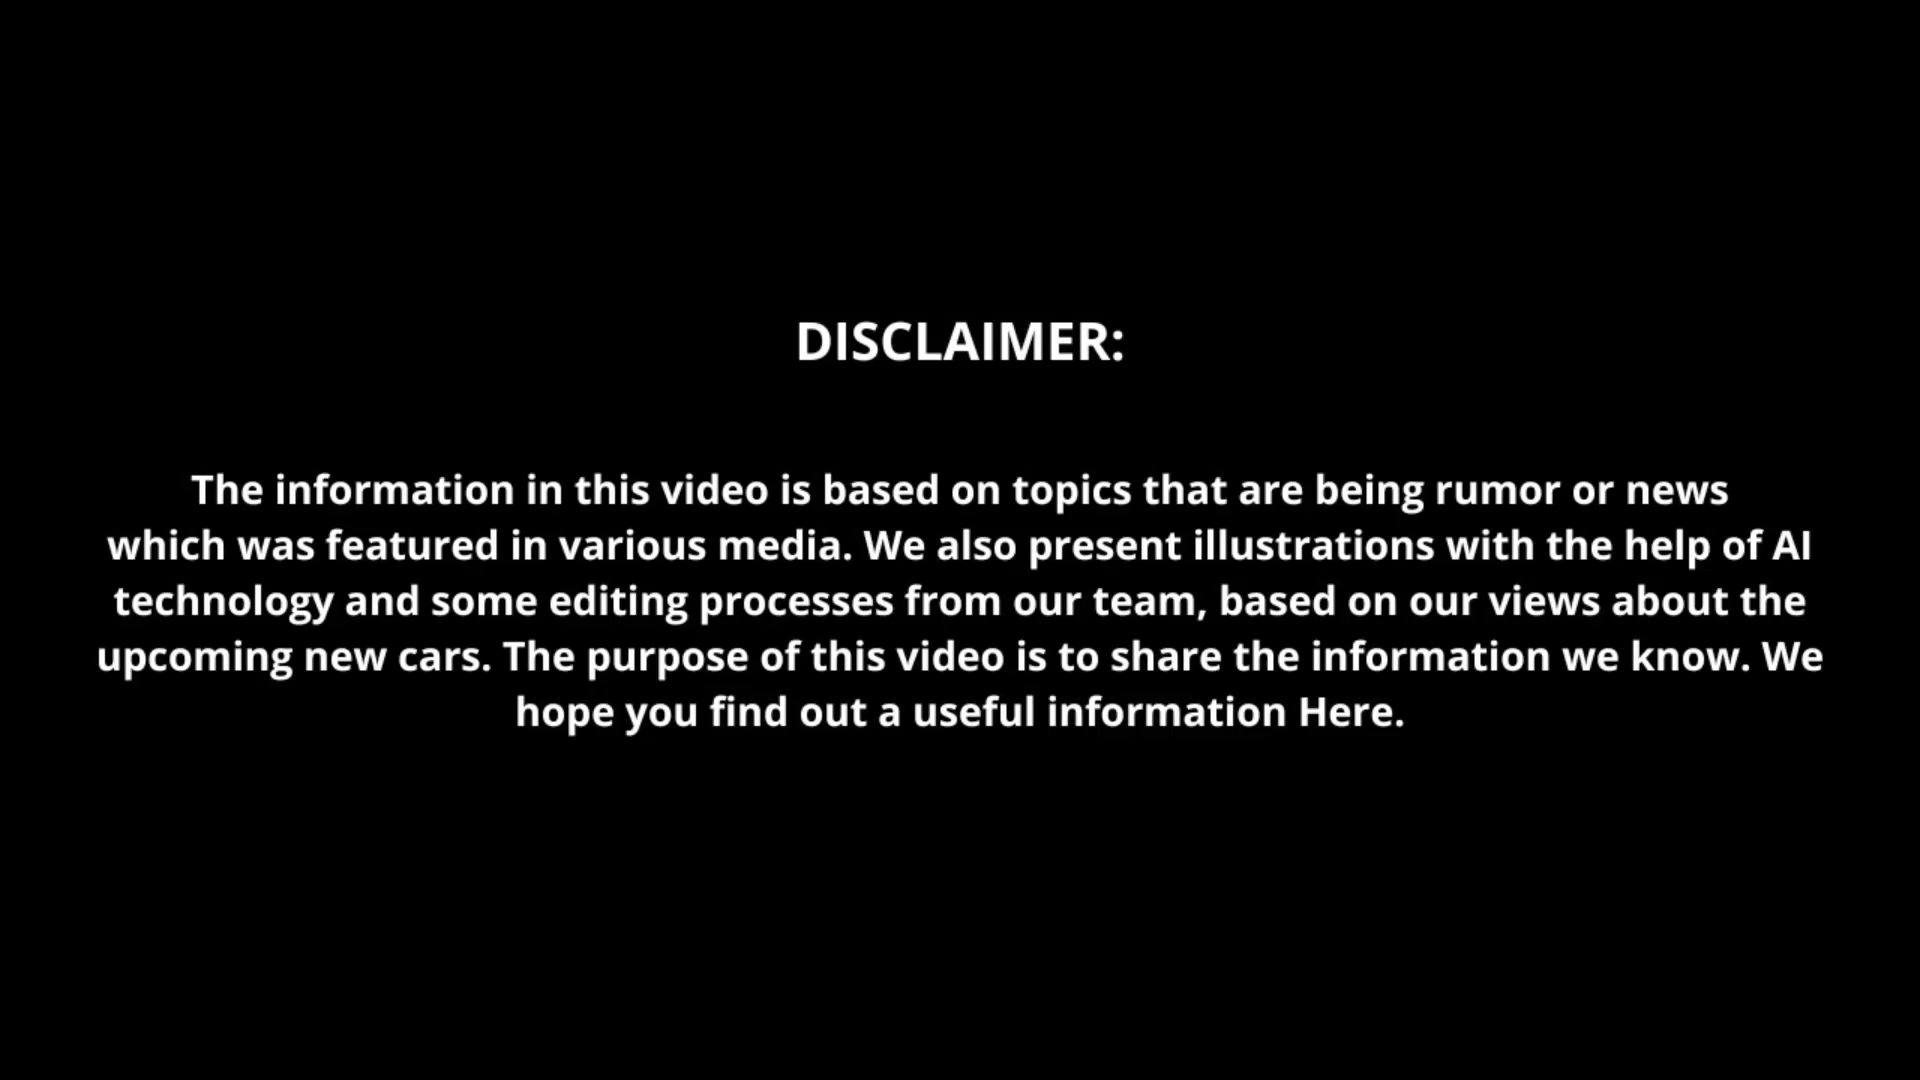 DISCLAIMER:
The information in this video is based on topics that are being rumor or news
which was featured in various media. We also present illustrations with the help of AI
technology and some editing processes from our team, based on our views about the
upcoming new cars. The purpose of this video is to share the information we know. We
hope you find out a useful information Here.